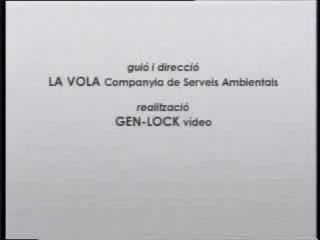 guió i direcció
LA VOLA Companyia de Serveis Ambientals
realització
GEN-LOCK vídeo